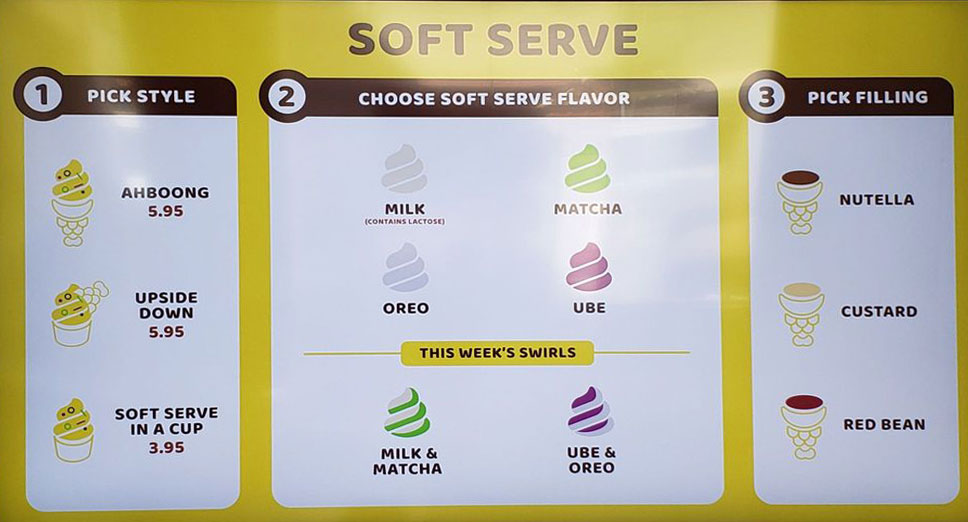 SOFT SERVE
1 PICK STYLE
AHBOONG
5.95
UPSIDE
DOWN
5.95
SOFT SERVE
IN A CUP
3.95
2 CHOOSE SOFT SERVE FLAVOR
MILK
(CONTAINS LACTOSE)
MATCHA
OREO
UBE
THIS WEEK'S SWIRLS
MILK &
MATCHA
UBE &
OREO
3 PICK FILLING
NUTELLA
CUSTARD
RED BEAN